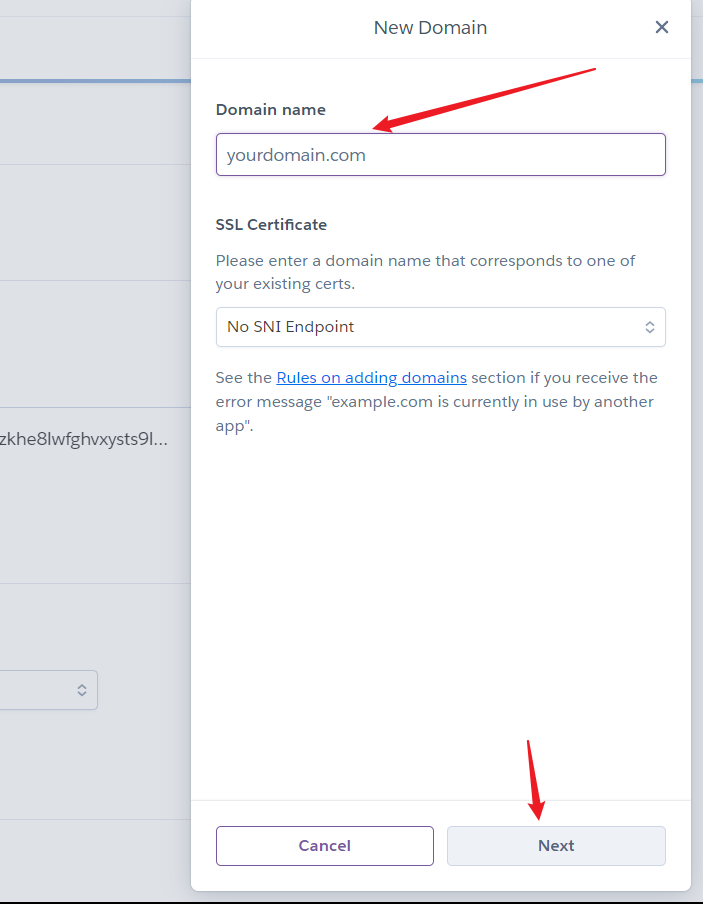 New Domain
Domain name
yourdomain.com
SSL Certificate
Please enter a domain name that corresponds to one of
your existing certs.
No SNI Endpoint
See the Rules on adding domains section if you receive the
error message "example.com is currently in use by another
app".
zkhe8lwfghvxysts9l...
Cancel
Next